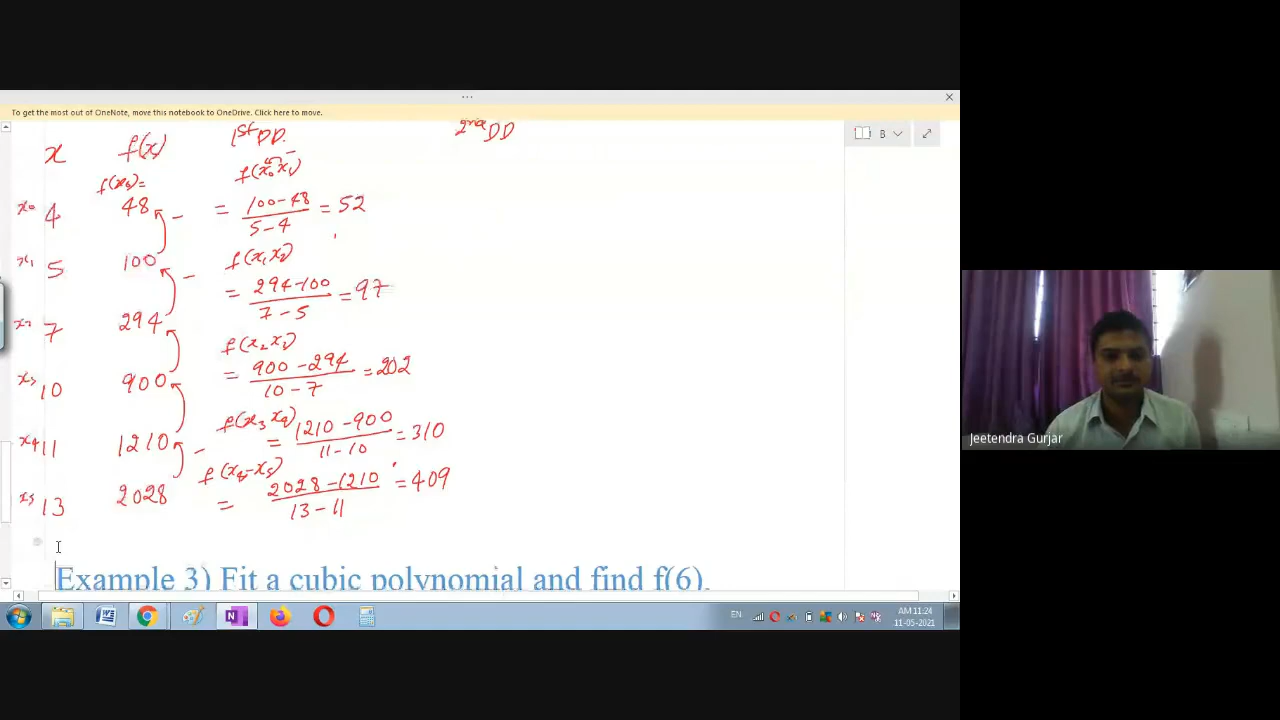 To get the most out of OneNote, move this notebook to OneDrive. Click here to move.
B
x f(x) 1st DD. 2nd DD
f(x₀)= f(x₀ x₁)
x₀ 4 48 = 100-48 / 5-4 = 52
x₁ 5 100 f(x₁ x₂)
= 294-100 / 7-5 = 97
x₂ 7 294 f(x₂ x₃)
x₃ 10 900 = 900-294 / 10-7 = 202
f(x₃ x₄)
x₄ 11 1210 = 1210-900 / 11-10 = 310
f(x₄-x₅)
x₅ 13 2028 = 2028-1210 / 13-11 = 409
Example 3) Fit a cubic polynomial and find f(6).
EN
AM 11:24
11-05-2021
Jeetendra Gurjar